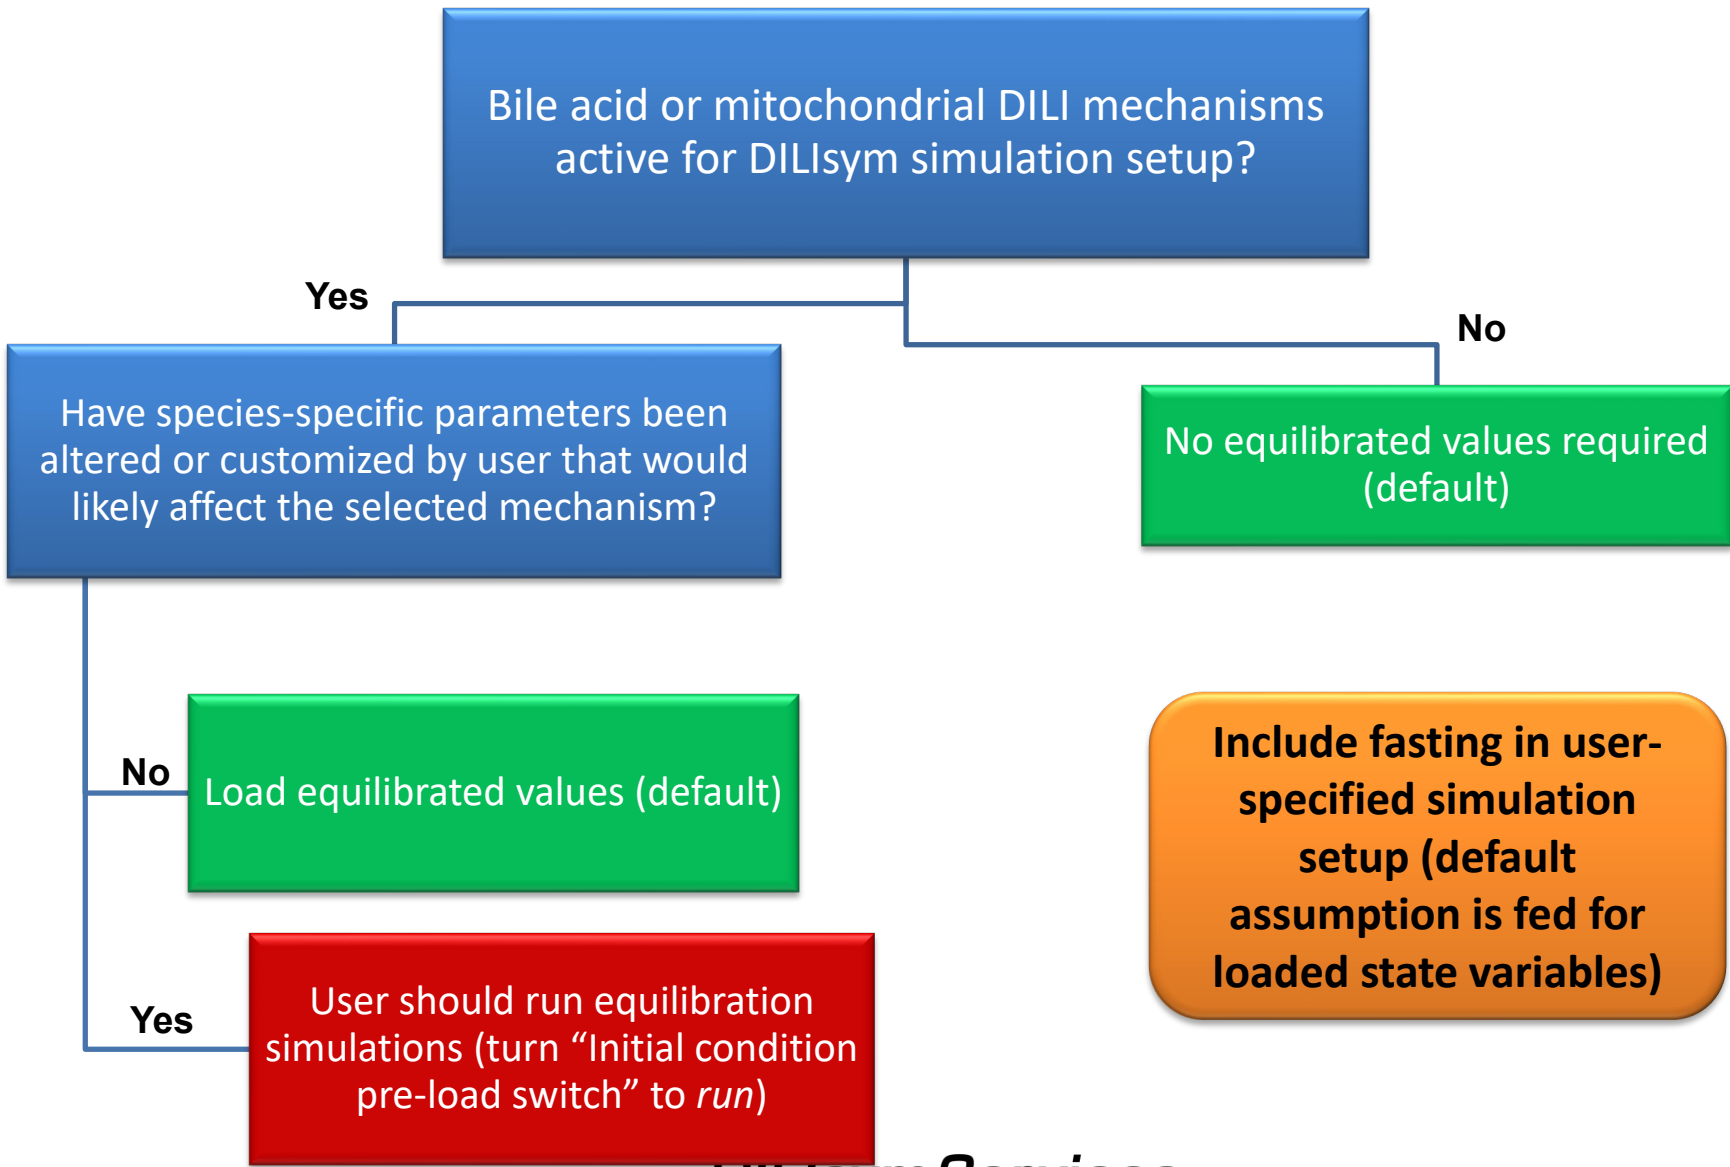 Bile acid or mitochondrial DILI mechanisms
active for DILIsym simulation setup?
Yes
No
Have species-specific parameters been
altered or customized by user that would
likely affect the selected mechanism?
No equilibrated values required
(default)
No
Load equilibrated values (default)
Include fasting in user-
specified simulation
setup (default
assumption is fed for
loaded state variables)
Yes
User should run equilibration
simulations (turn “Initial condition
pre-load switch” to run)
Services